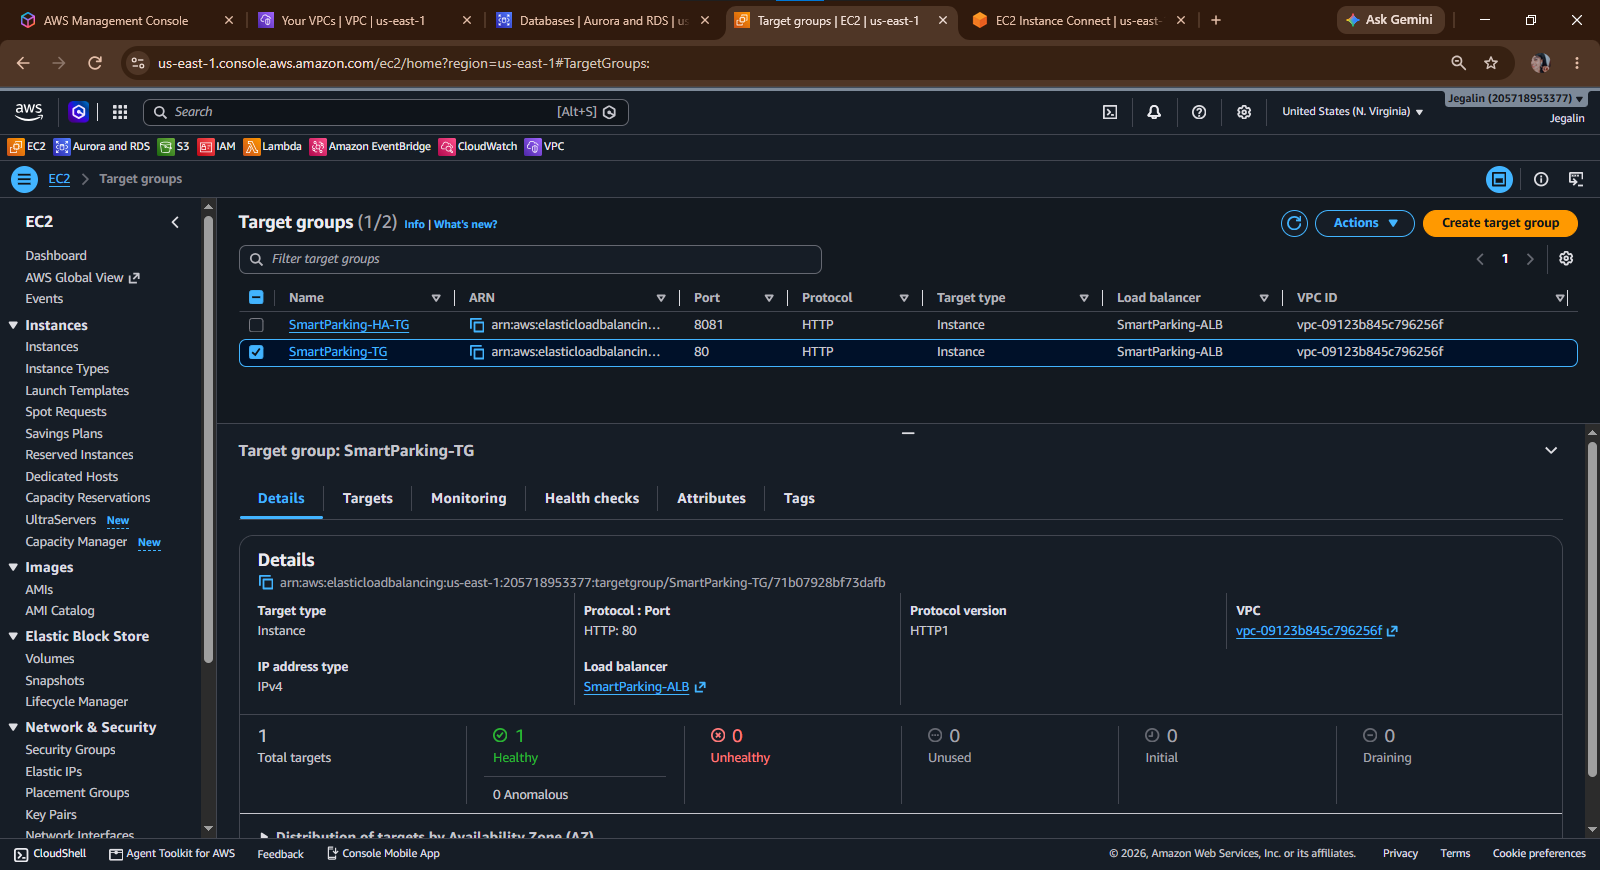 AWS Management Console
Your VPCs | VPC | us-east-1
Databases | Aurora and RDS | us
Target groups | EC2 | us-east-1
EC2 Instance Connect | us-east-
Ask Gemini
us-east-1.console.aws.amazon.com/ec2/home?region=us-east-1#TargetGroups:
aws
Search
[Alt+S]
United States (N. Virginia)
Jegalin (205718953377)
Jegalin
EC2
Aurora and RDS
S3
IAM
Lambda
Amazon EventBridge
CloudWatch
VPC
EC2
Target groups
EC2
Dashboard
AWS Global View
Events
Instances
Instances
Instance Types
Launch Templates
Spot Requests
Savings Plans
Reserved Instances
Dedicated Hosts
Capacity Reservations
UltraServers New
Capacity Manager New
Images
AMIs
AMI Catalog
Elastic Block Store
Volumes
Snapshots
Lifecycle Manager
Network & Security
Security Groups
Elastic IPs
Placement Groups
Key Pairs
Network Interfaces
Target groups (1/2) Info | What's new?
Actions
Create target group
Filter target groups
1
Name ARN Port Protocol Target type Load balancer VPC ID
SmartParking-HA-TG arn:aws:elasticloadbalancin... 8081 HTTP Instance SmartParking-ALB vpc-09123b845c796256f
SmartParking-TG arn:aws:elasticloadbalancin... 80 HTTP Instance SmartParking-ALB vpc-09123b845c796256f
Target group: SmartParking-TG
Details Targets Monitoring Health checks Attributes Tags
Details
arn:aws:elasticloadbalancing:us-east-1:205718953377:targetgroup/SmartParking-TG/71b07928bf73dafb
Target type
Instance
Protocol : Port
HTTP: 80
Protocol version
HTTP1
VPC
vpc-09123b845c796256f
IP address type
IPv4
Load balancer
SmartParking-ALB
1
Total targets
1
Healthy
0 Anomalous
0
Unhealthy
0
Unused
0
Initial
0
Draining
Distribution of targets by Availability Zone (AZ)
CloudShell
Agent Toolkit for AWS
Feedback
Console Mobile App
© 2026, Amazon Web Services, Inc. or its affiliates.
Privacy
Terms
Cookie preferences